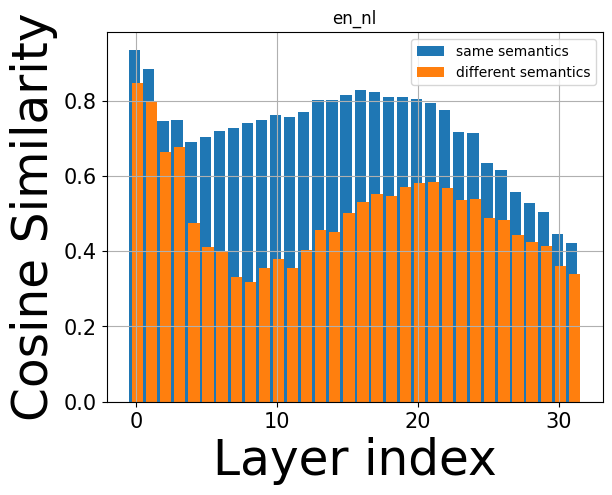 en_nl
same semantics
different semantics
Cosine Similarity
0.8
0.6
0.4
0.2
0.0
0 10 20 30
Layer index